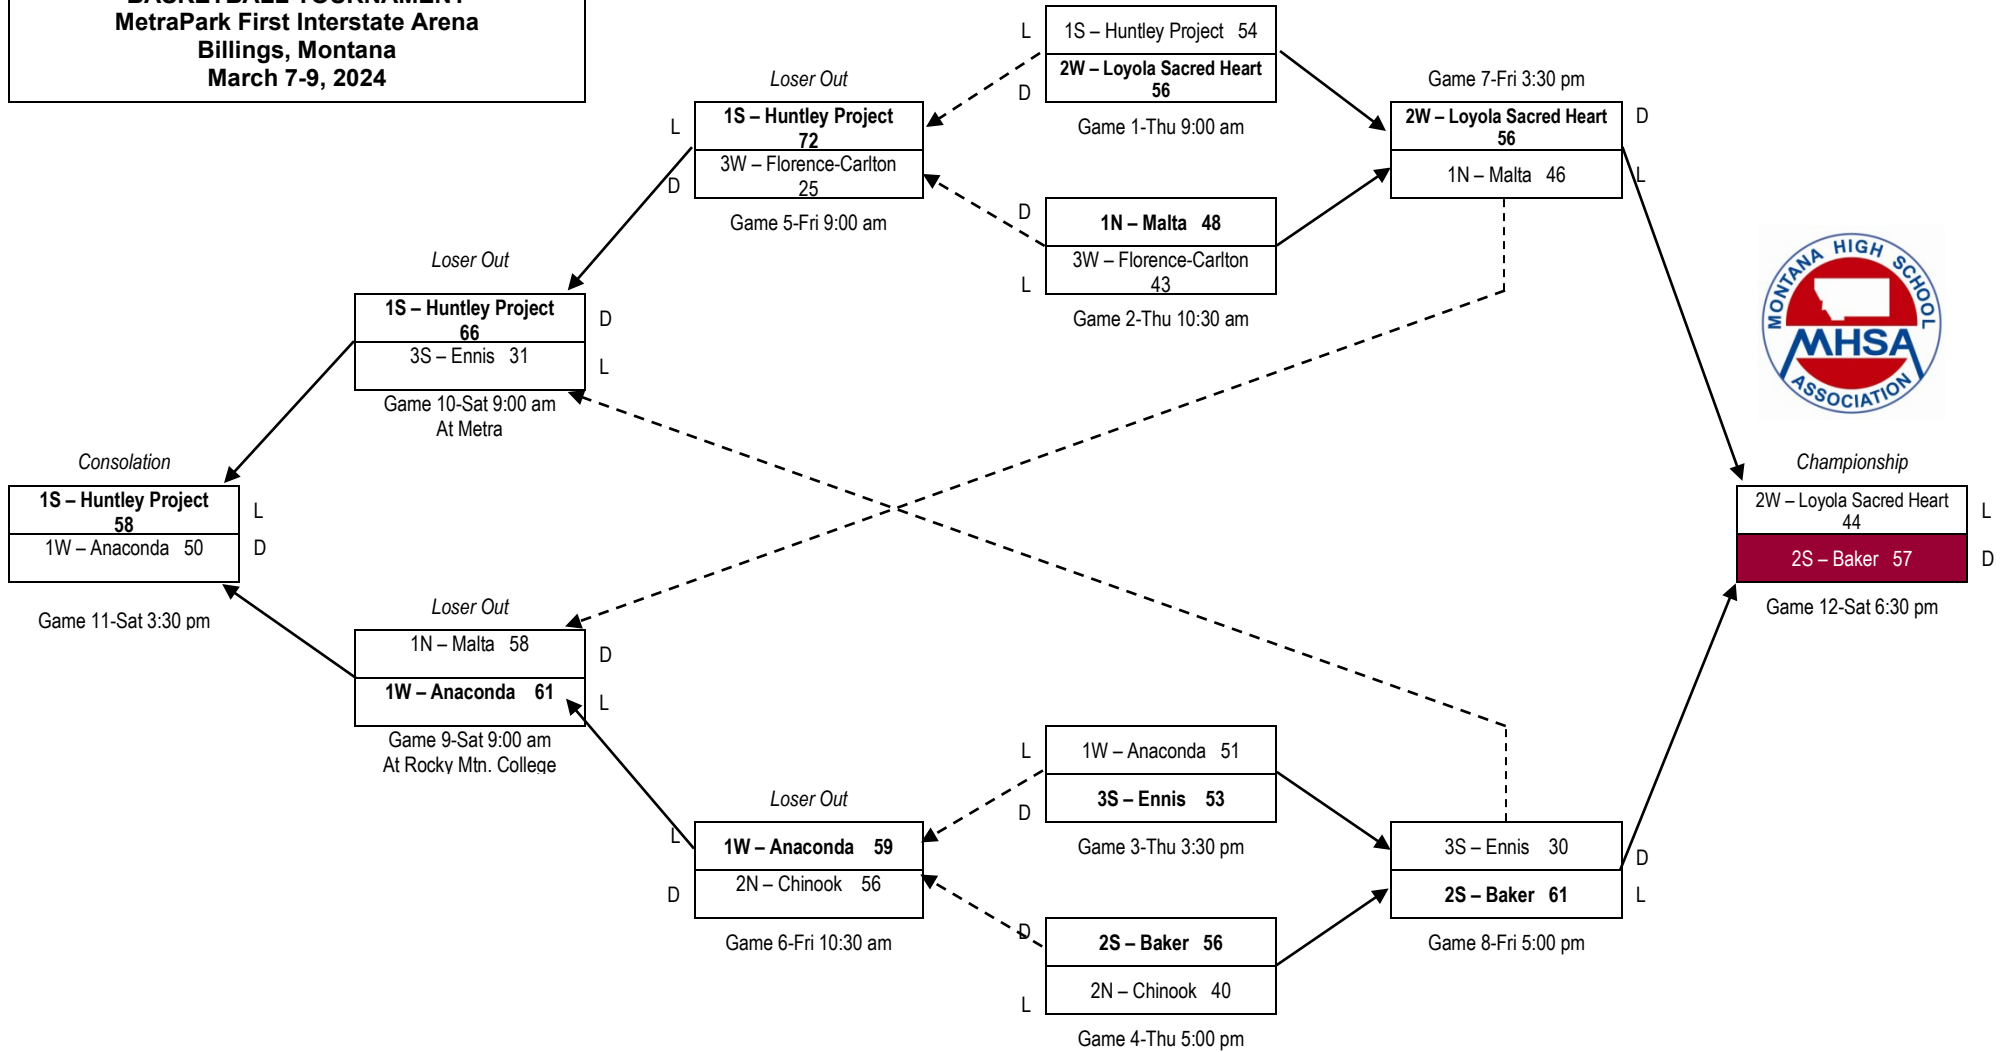 BASKETBALL TOURNAMENT
MetraPark First Interstate Arena
Billings, Montana
March 7-9, 2024
L
1S – Huntley Project 54
2W – Loyola Sacred Heart
56
D
Game 1-Thu 9:00 am
D
1N – Malta 48
3W – Florence-Carlton
43
L
Game 2-Thu 10:30 am
Loser Out
L
1S – Huntley Project
72
3W – Florence-Carlton
25
D
Game 5-Fri 9:00 am
Game 7-Fri 3:30 pm
2W – Loyola Sacred Heart
56
D
1N – Malta 46
L
Loser Out
1S – Huntley Project
66
D
3S – Ennis 31
L
Game 10-Sat 9:00 am
At Metra
MONTANA HIGH SCHOOL
MHSA
ASSOCIATION
Consolation
1S – Huntley Project
58
L
1W – Anaconda 50
D
Game 11-Sat 3:30 pm
Championship
2W – Loyola Sacred Heart
44
L
2S – Baker 57
D
Game 12-Sat 6:30 pm
Loser Out
1N – Malta 58
D
1W – Anaconda 61
L
Game 9-Sat 9:00 am
At Rocky Mtn. College
Loser Out
L
1W – Anaconda 59
2N – Chinook 56
D
Game 6-Fri 10:30 am
L
1W – Anaconda 51
3S – Ennis 53
D
Game 3-Thu 3:30 pm
D
2S – Baker 56
2N – Chinook 40
L
Game 4-Thu 5:00 pm
3S – Ennis 30
D
2S – Baker 61
L
Game 8-Fri 5:00 pm